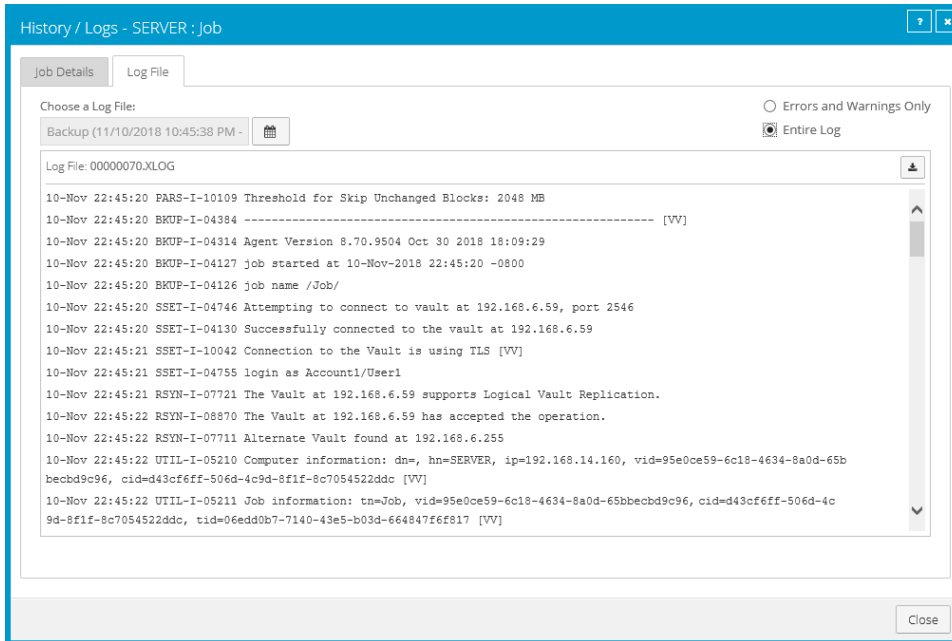 History / Logs - SERVER : Job
?
x
Job Details
Log File
Choose a Log File:
Errors and Warnings Only
Backup (11/10/2018 10:45:38 PM -
Entire Log
Log File: 00000070.XLOG
10-Nov 22:45:20 PARS-I-10109 Threshold for Skip Unchanged Blocks: 2048 MB
10-Nov 22:45:20 BKUP-I-04384 ------------------------------------------------------------ [VV]
10-Nov 22:45:20 BKUP-I-04314 Agent Version 8.70.9504 Oct 30 2018 18:09:29
10-Nov 22:45:20 BKUP-I-04127 job started at 10-Nov-2018 22:45:20 -0800
10-Nov 22:45:20 BKUP-I-04126 job name /Job/
10-Nov 22:45:20 SSET-I-04746 Attempting to connect to vault at 192.168.6.59, port 2546
10-Nov 22:45:20 SSET-I-04130 Successfully connected to the vault at 192.168.6.59
10-Nov 22:45:21 SSET-I-10042 Connection to the Vault is using TLS [VV]
10-Nov 22:45:21 SSET-I-04755 login as Account1/User1
10-Nov 22:45:21 RSYN-I-07721 The Vault at 192.168.6.59 supports Logical Vault Replication.
10-Nov 22:45:22 RSYN-I-08870 The Vault at 192.168.6.59 has accepted the operation.
10-Nov 22:45:22 RSYN-I-07711 Alternate Vault found at 192.168.6.255
10-Nov 22:45:22 UTIL-I-05210 Computer information: dn=, hn=SERVER, ip=192.168.14.160, vid=95e0ce59-6c18-4634-8a0d-65b
becbd9c96, cid=d43cf6ff-506d-4c9d-8f1f-8c7054522ddc [VV]
10-Nov 22:45:22 UTIL-I-05211 Job information: tn=Job, vid=95e0ce59-6c18-4634-8a0d-65bbecbd9c96, cid=d43cf6ff-506d-4c
9d-8f1f-8c7054522ddc, tid=06edd0b7-7140-43e5-b03d-664847f6f817 [VV]
Close